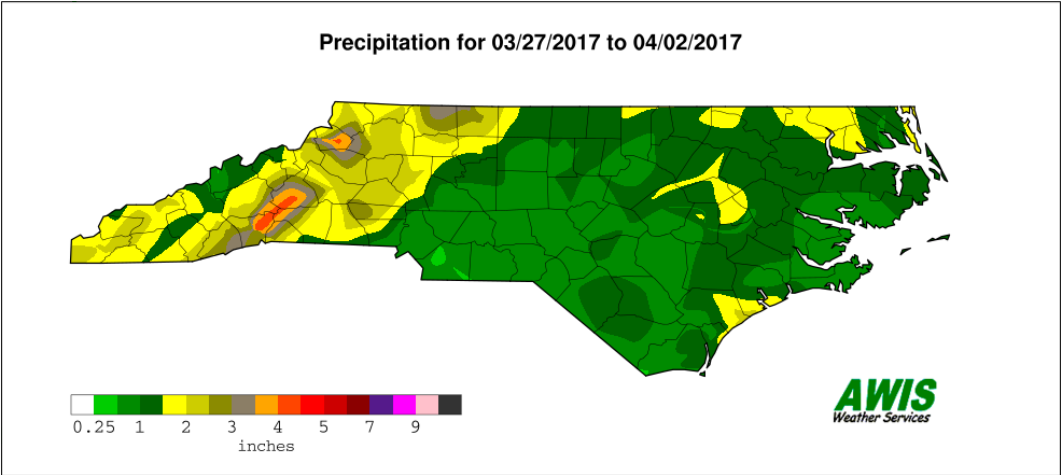 Precipitation for 03/27/2017 to 04/02/2017
0.25 1 2 3 4 5 7 9
inches
AWIS
Weather Services